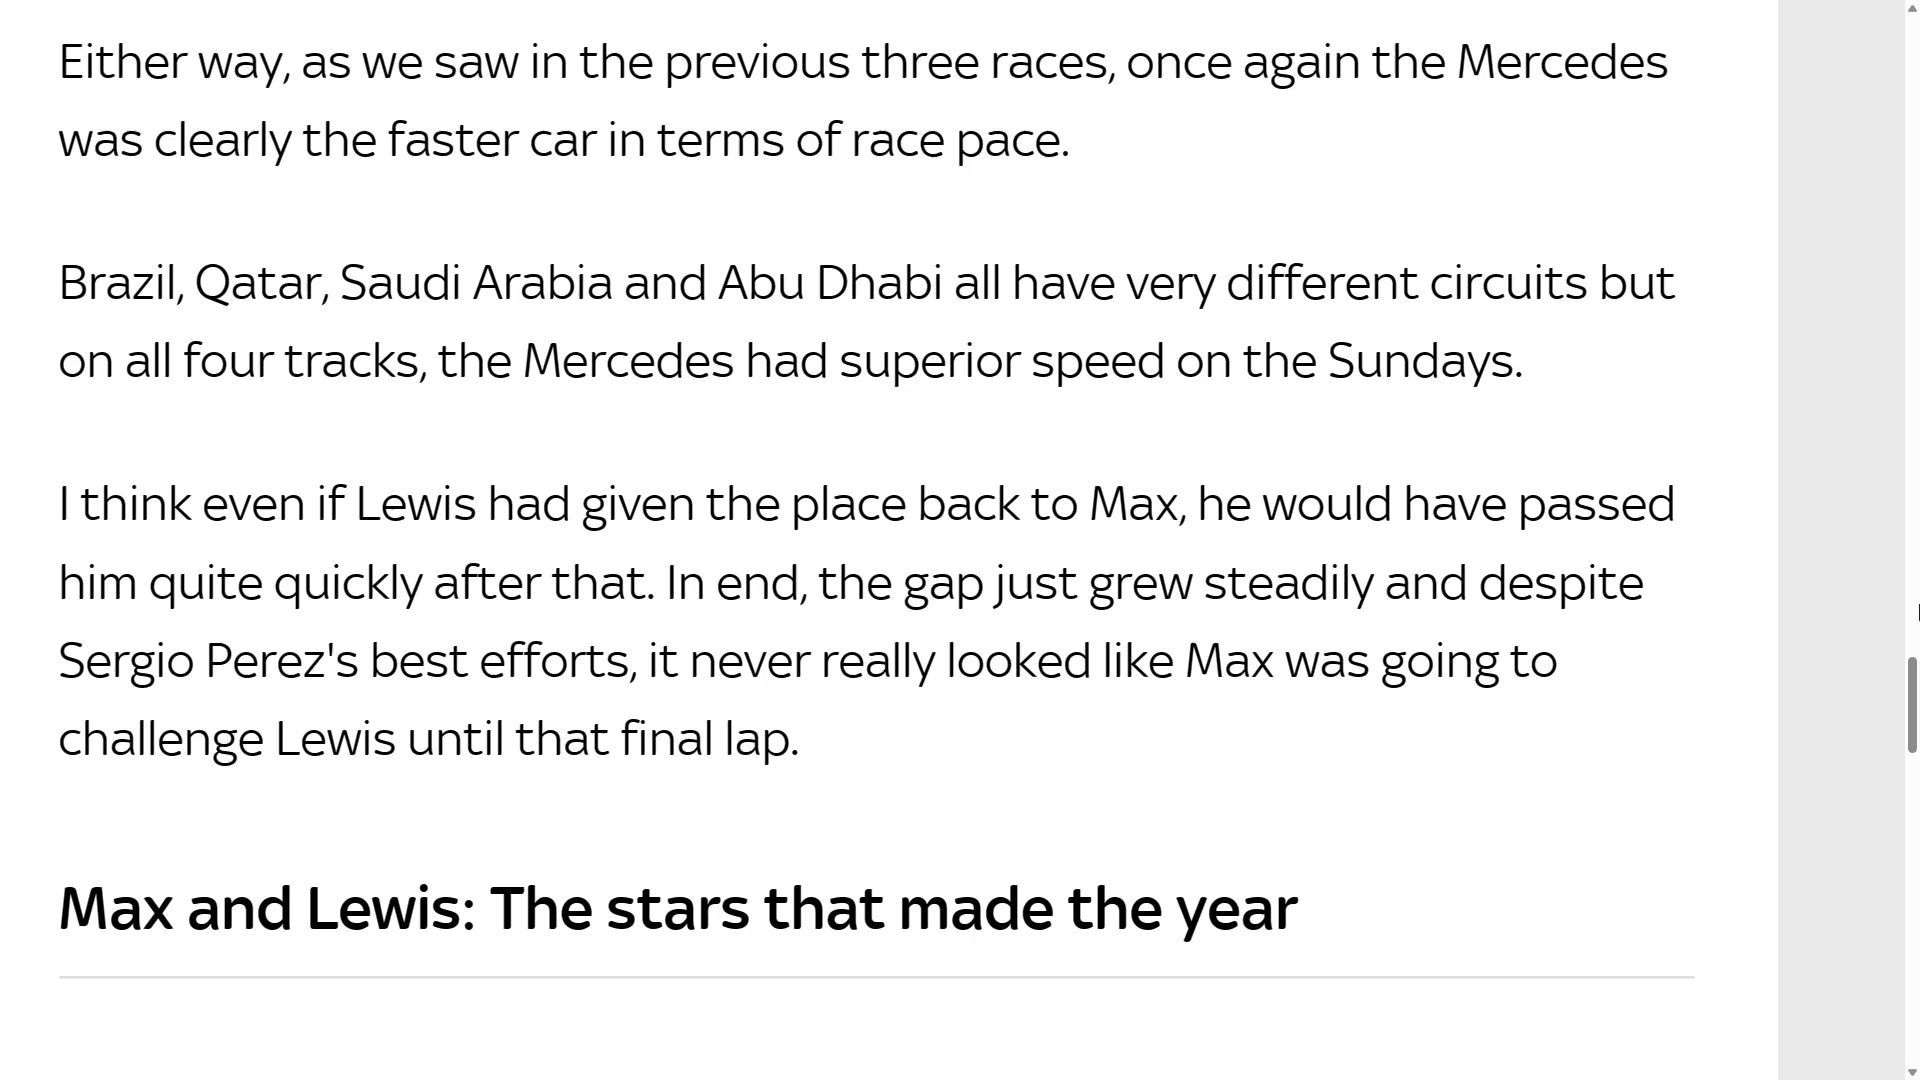 Either way, as we saw in the previous three races, once again the Mercedes
was clearly the faster car in terms of race pace.
Brazil, Qatar, Saudi Arabia and Abu Dhabi all have very different circuits but
on all four tracks, the Mercedes had superior speed on the Sundays.
I think even if Lewis had given the place back to Max, he would have passed
him quite quickly after that. In end, the gap just grew steadily and despite
Sergio Perez's best efforts, it never really looked like Max was going to
challenge Lewis until that final lap.
Max and Lewis: The stars that made the year